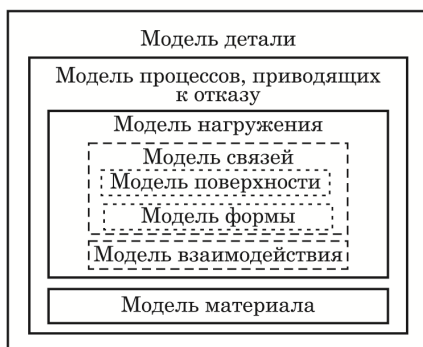 Модель детали
Модель процессов, приводящих
к отказу
Модель нагружения
Модель связей
Модель поверхности
Модель формы
Модель взаимодействия
Модель материала